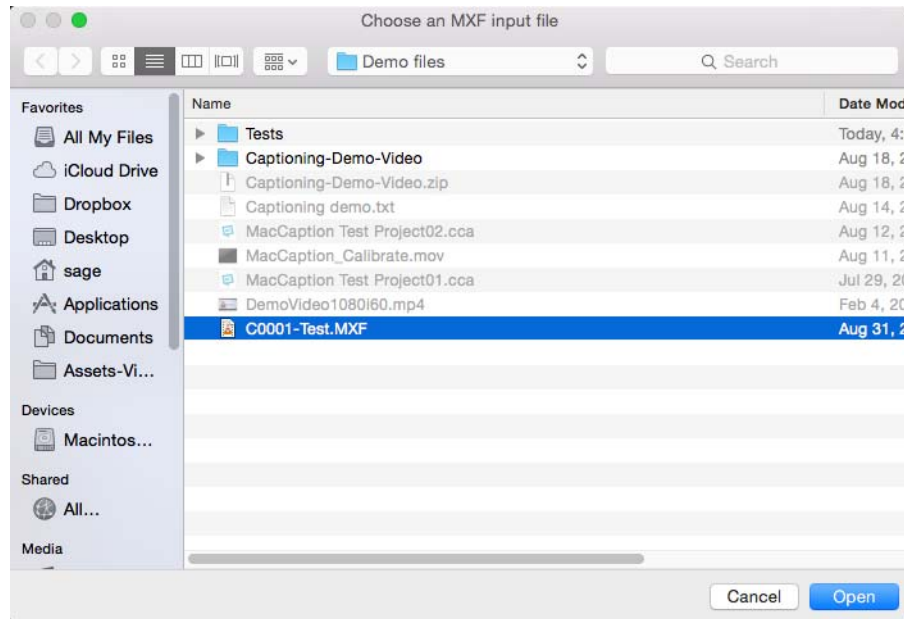 Choose an MXF input file
Demo files
Search
Favorites
All My Files
iCloud Drive
Dropbox
Desktop
sage
Applications
Documents
Assets-Vi...
Devices
Macintos...
Shared
All...
Media
Name Date Mod
Tests Today, 4:
Captioning-Demo-Video Aug 18, 2
Captioning-Demo-Video.zip Aug 18, 2
Captioning demo.txt Aug 14, 2
MacCaption Test Project02.cca Aug 12, 2
MacCaption_Calibrate.mov Aug 11, 2
MacCaption Test Project01.cca Jul 29, 20
DemoVideo1080i60.mp4 Feb 4, 20
C0001-Test.MXF Aug 31, 2
Cancel Open